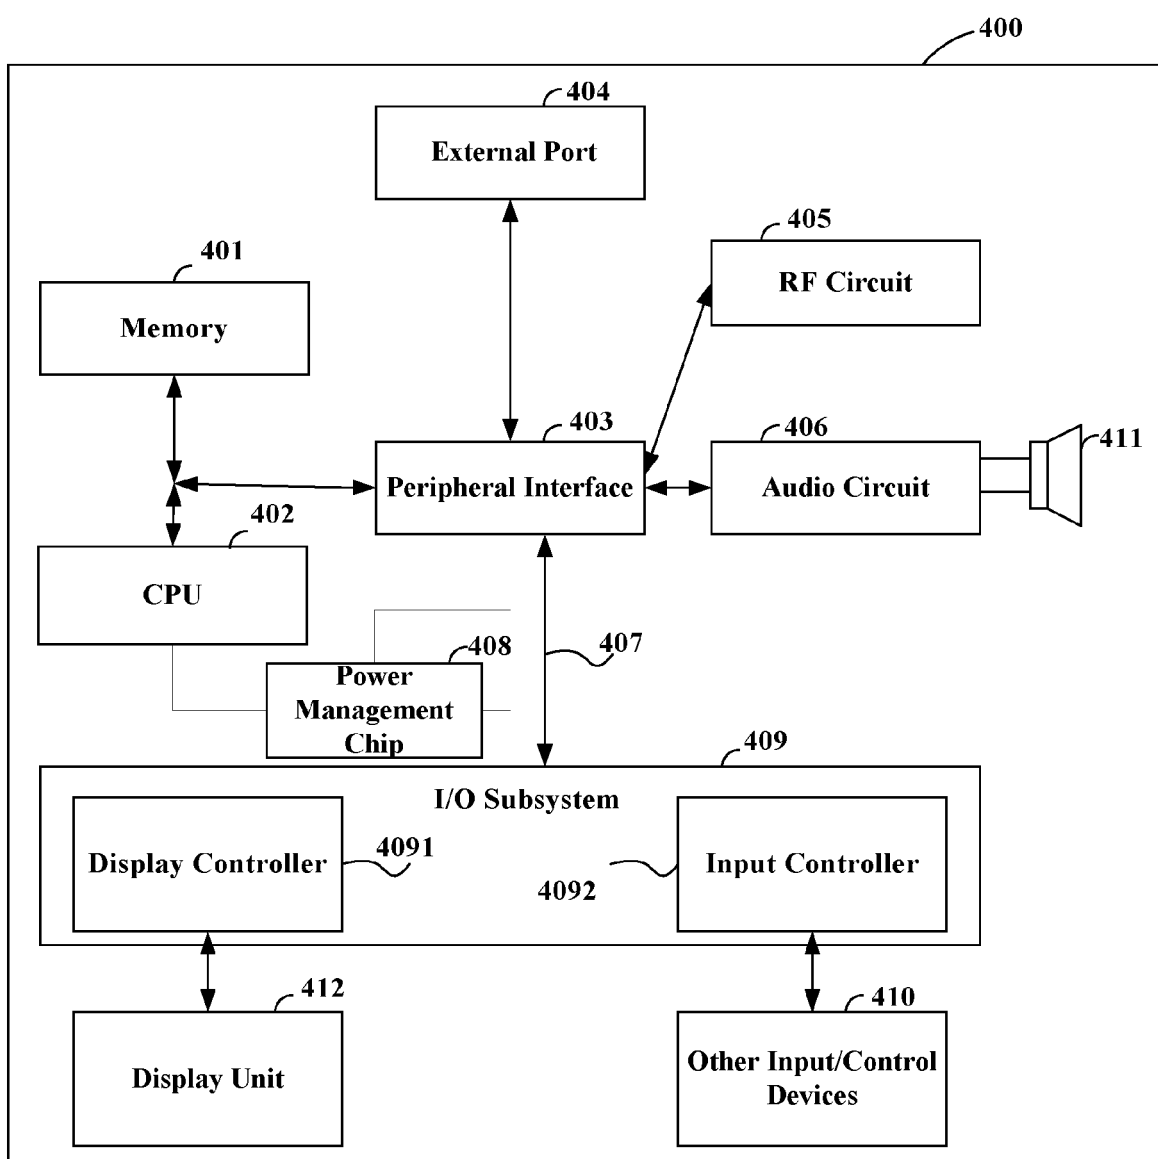 400
404
External Port
405
RF Circuit
401
Memory
403
Peripheral Interface
406
Audio Circuit
411
402
CPU
407
408
Power
Management
Chip
409
I/O Subsystem
Display Controller
4091
4092
Input Controller
412
Display Unit
410
Other Input/Control
Devices